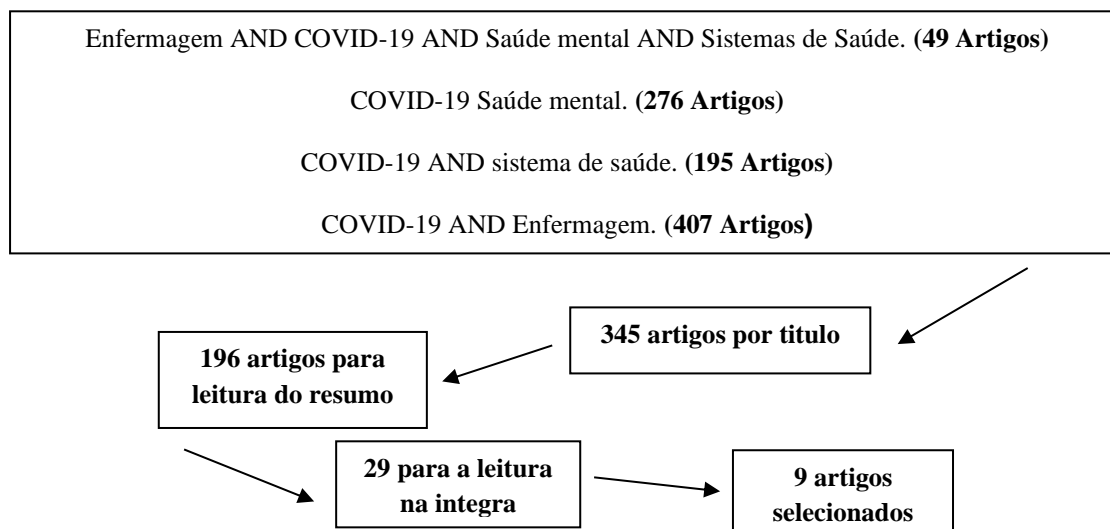 Enfermagem AND COVID-19 AND Saúde mental AND Sistemas de Saúde. (49 Artigos)
COVID-19 Saúde mental. (276 Artigos)
COVID-19 AND sistema de saúde. (195 Artigos)
COVID-19 AND Enfermagem. (407 Artigos)
345 artigos por titulo
196 artigos para
leitura do resumo
29 para a leitura
na integra
9 artigos
selecionados